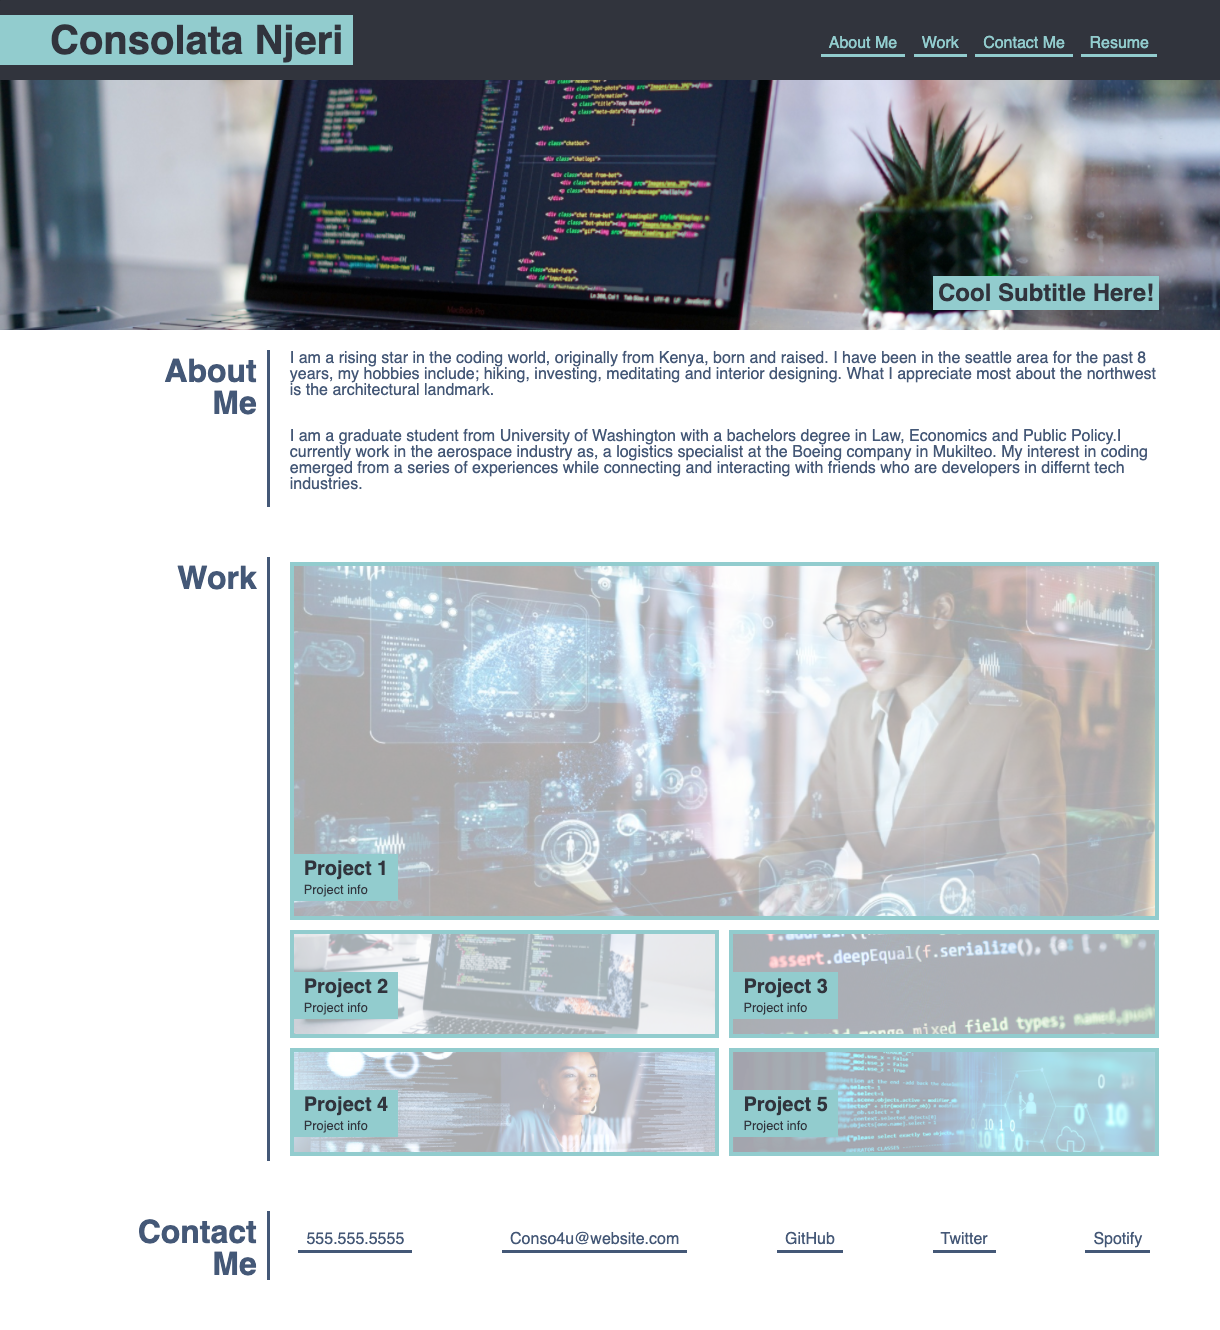 Consolata Njeri
About Me
Work
Contact Me
Resume
Cool Subtitle Here!
About
Me
I am a rising star in the coding world, originally from Kenya, born and raised. I have been in the seattle area for the past 8
years, my hobbies include; hiking, investing, meditating and interior designing. What I appreciate most about the northwest
is the architectural landmark.
I am a graduate student from University of Washington with a bachelors degree in Law, Economics and Public Policy.I
currently work in the aerospace industry as, a logistics specialist at the Boeing company in Mukilteo. My interest in coding
emerged from a series of experiences while connecting and interacting with friends who are developers in differnt tech
industries.
Work
Project 1
Project info
Project 2
Project info
assert.deepEqual(f.serialize(),
mixed field types;
Project 3
Project info
Project 4
Project info
Project 5
Project info
Contact
Me
555.555.5555
Conso4u@website.com
GitHub
Twitter
Spotify